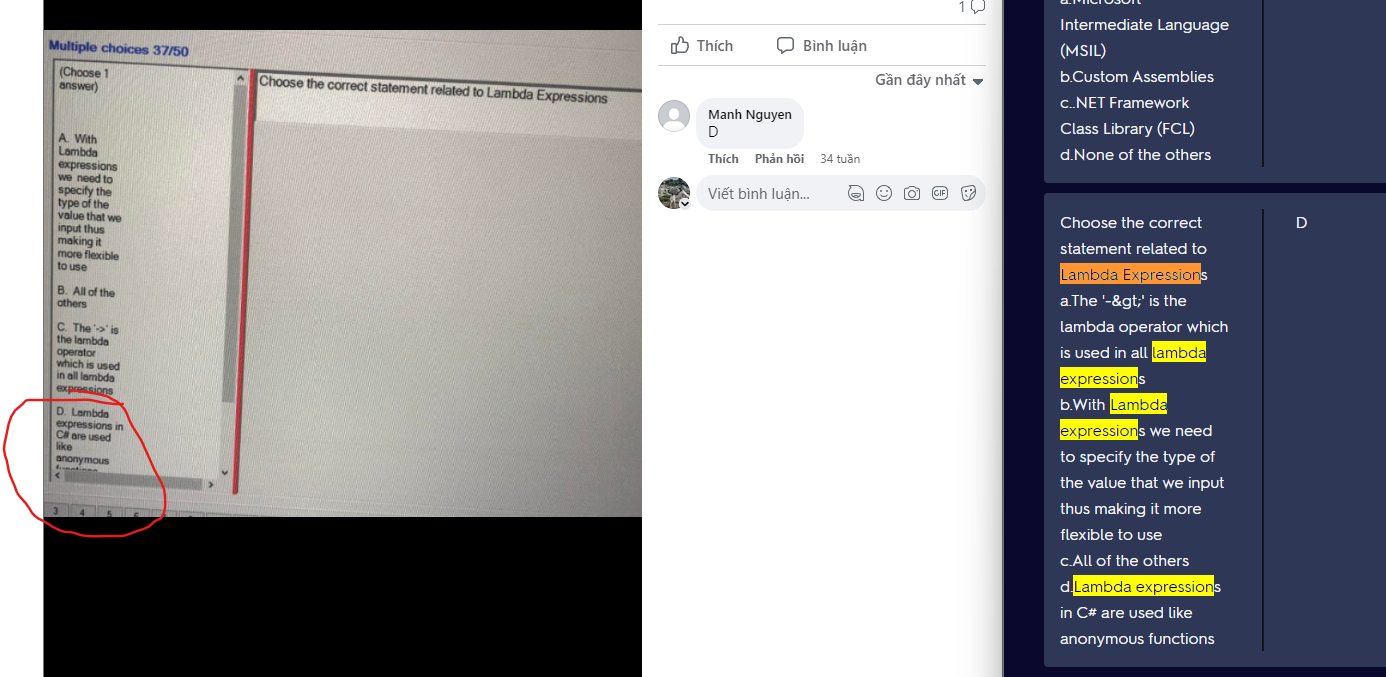 Multiple choices 37/50
(Choose 1
answer)
Choose the correct statement related to Lambda Expressions
A. With
Lambda
expressions
we need to
specify the
type of the
value that we
input thus
making it
more flexible
to use
B. All of the
others
C. The '->' is
the lambda
operator
which is used
in all lambda
expressions
D. Lambda
expressions in
C# are used
like
anonymous
functions
3 4 5 6
1
Thích Bình luận
Gần đây nhất
Manh Nguyen
D
Thích Phản hồi 34 tuần
Viết bình luận...
GIF
a.Microsoft
Intermediate Language
(MSIL)
b.Custom Assemblies
c..NET Framework
Class Library (FCL)
d.None of the others
Choose the correct
statement related to
Lambda Expressions
a.The '-&gt;' is the
lambda operator which
is used in all lambda
expressions
b.With Lambda
expressions we need
to specify the type of
the value that we input
thus making it more
flexible to use
c.All of the others
d.Lambda expressions
in C# are used like
anonymous functions
D